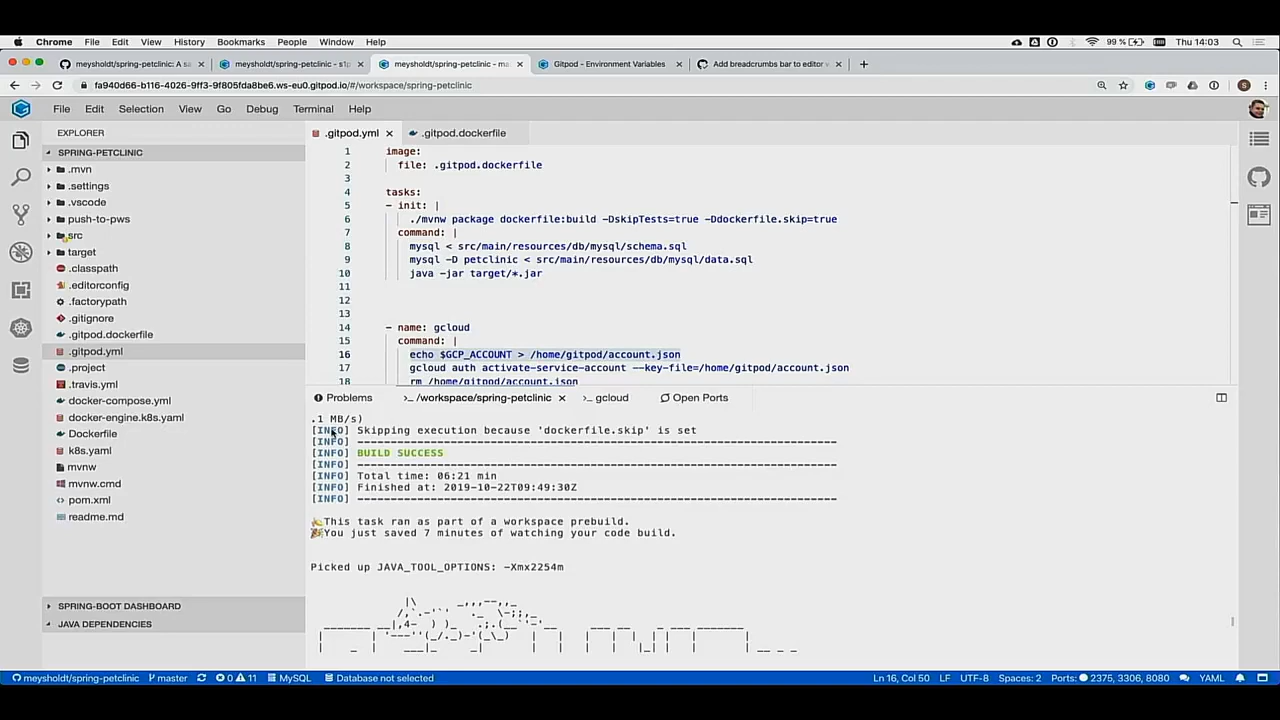 Chrome File Edit View History Bookmarks People Window Help 99 % Thu 14:03
meysholdt/spring-petclinic: A sa meysholdt/spring-petclinic - s1p meysholdt/spring-petclinic - ma Gitpod - Environment Variables Add breadcrumbs bar to editor w
fa940d66-b116-4026-9ff3-9f805fda8be6.ws-eu0.gitpod.io/#/workspace/spring-petclinic
File Edit Selection View Go Debug Terminal Help
EXPLORER
.gitpod.yml .gitpod.dockerfile
SPRING-PETCLINIC
.mvn
.settings
.vscode
push-to-pws
src
target
.classpath
.editorconfig
.factorypath
.gitignore
.gitpod.dockerfile
.gitpod.yml
.project
.travis.yml
docker-compose.yml
docker-engine.k8s.yaml
Dockerfile
k8s.yaml
mvnw
mvnw.cmd
pom.xml
readme.md
SPRING-BOOT DASHBOARD
JAVA DEPENDENCIES
1 image:
2 file: .gitpod.dockerfile
3
4 tasks:
5 - init: |
6 ./mvnw package dockerfile:build -DskipTests=true -Ddockerfile.skip=true
7 command: |
8 mysql < src/main/resources/db/mysql/schema.sql
9 mysql -D petclinic < src/main/resources/db/mysql/data.sql
10 java -jar target/*.jar
11
12
13
14 - name: gcloud
15 command: |
16 echo $GCP_ACCOUNT > /home/gitpod/account.json
17 gcloud auth activate-service-account --key-file=/home/gitpod/account.json
18 rm /home/gitpod/account.json
Problems >_ /workspace/spring-petclinic >_ gcloud Open Ports
.1 MB/s)
[INFO] Skipping execution because 'dockerfile.skip' is set
[INFO] ------------------------------------------------------------------------
[INFO] BUILD SUCCESS
[INFO] ------------------------------------------------------------------------
[INFO] Total time: 06:21 min
[INFO] Finished at: 2019-10-22T09:49:30Z
[INFO] ------------------------------------------------------------------------
This task ran as part of a workspace prebuild.
You just saved 7 minutes of watching your code build.
Picked up JAVA_TOOL_OPTIONS: -Xmx2254m
meysholdt/spring-petclinic master 0 11 MySQL Database not selected Ln 16, Col 50 LF UTF-8 Spaces: 2 Ports: 2375, 3306, 8080 YAML